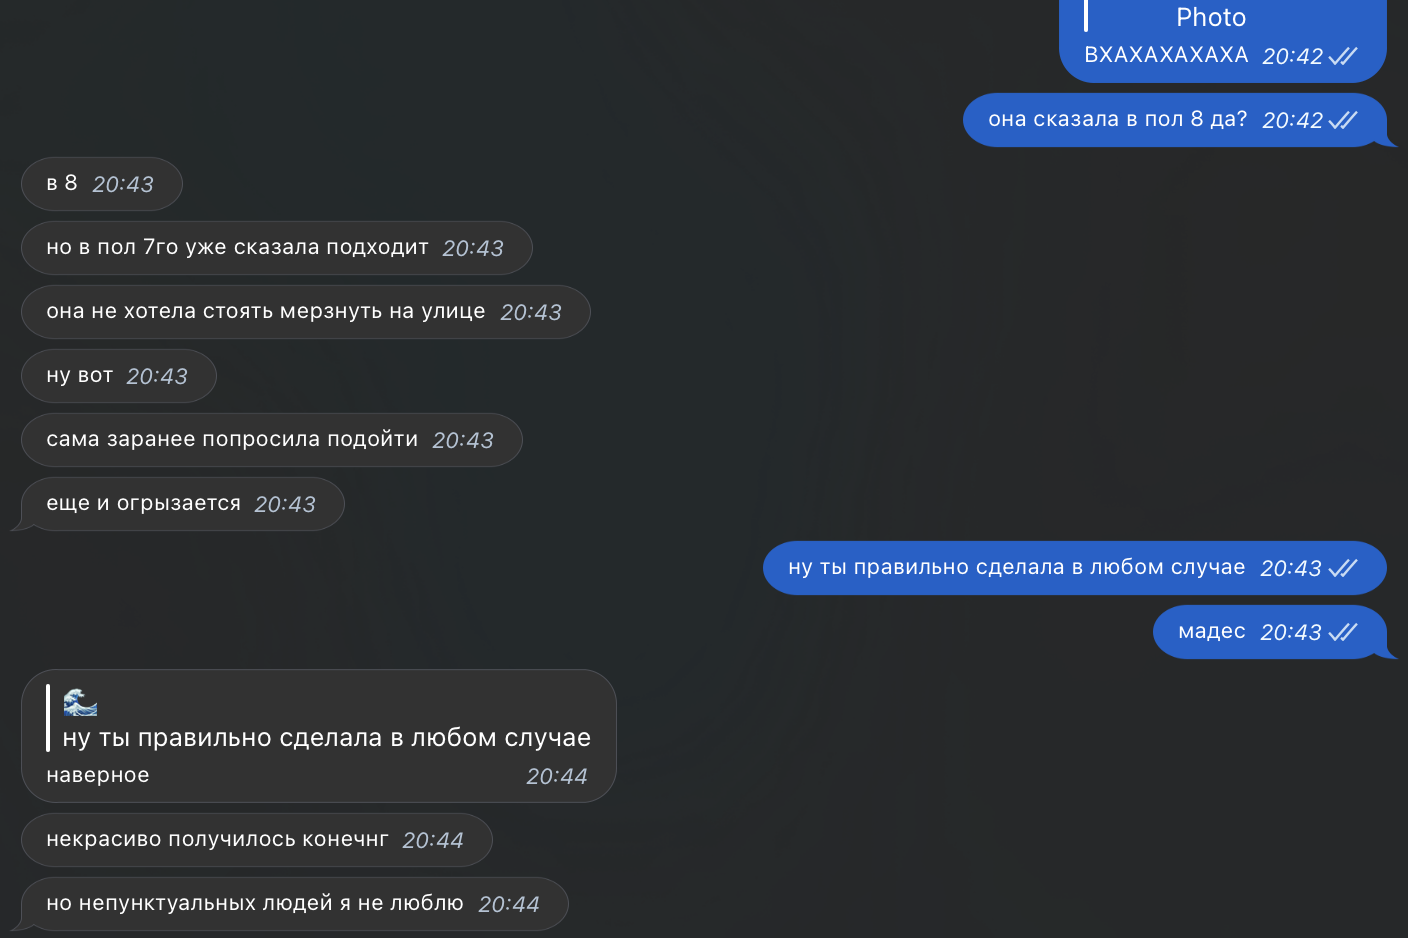 Photo
ВХАХАХАХАХА 20:42
она сказала в пол 8 да? 20:42
в 8 20:43
но в пол 7го уже сказала подходит 20:43
она не хотела стоять мерзнуть на улице 20:43
ну вот 20:43
сама заранее попросила подойти 20:43
еще и огрызается 20:43
ну ты правильно сделала в любом случае 20:43
мадес 20:43
🌊
ну ты правильно сделала в любом случае
наверное 20:44
некрасиво получилось конечнг 20:44
но непунктуальных людей я не люблю 20:44